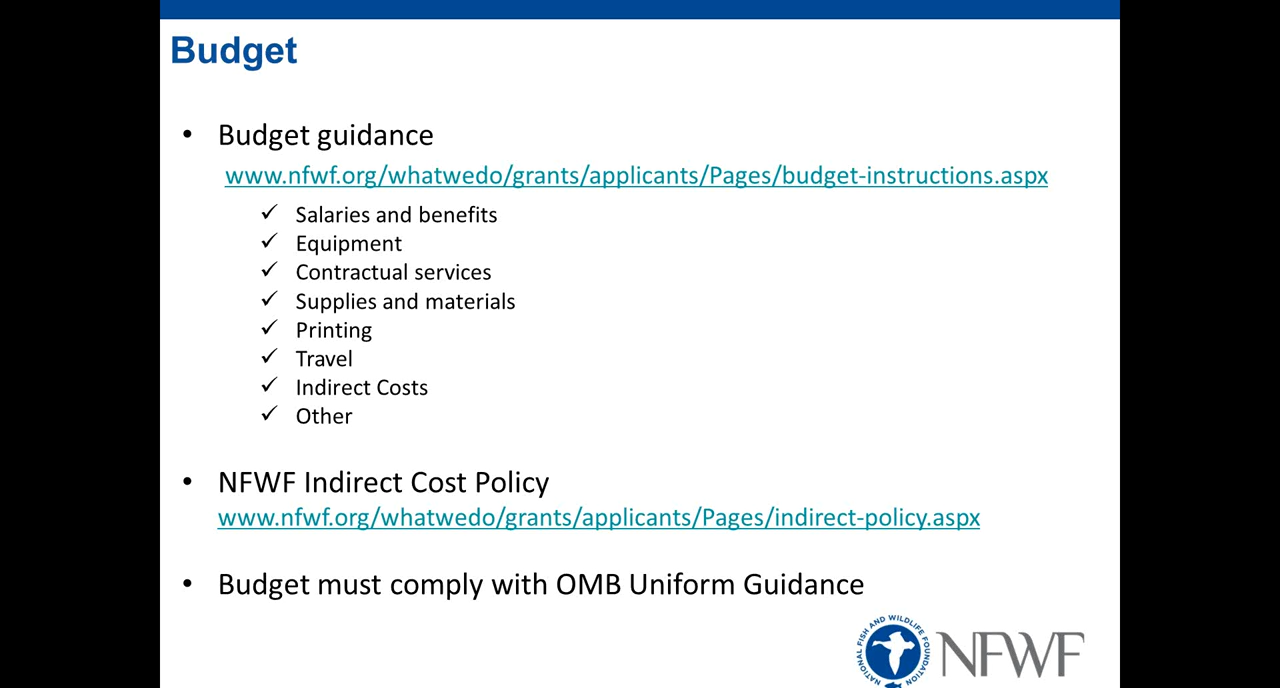 Budget
• Budget guidance
www.nfwf.org/whatwedo/grants/applicants/Pages/budget-instructions.aspx
✓ Salaries and benefits
✓ Equipment
✓ Contractual services
✓ Supplies and materials
✓ Printing
✓ Travel
✓ Indirect Costs
✓ Other
• NFWF Indirect Cost Policy
www.nfwf.org/whatwedo/grants/applicants/Pages/indirect-policy.aspx
• Budget must comply with OMB Uniform Guidance
NATIONAL FISH AND WILDLIFE FOUNDATION
NFWF